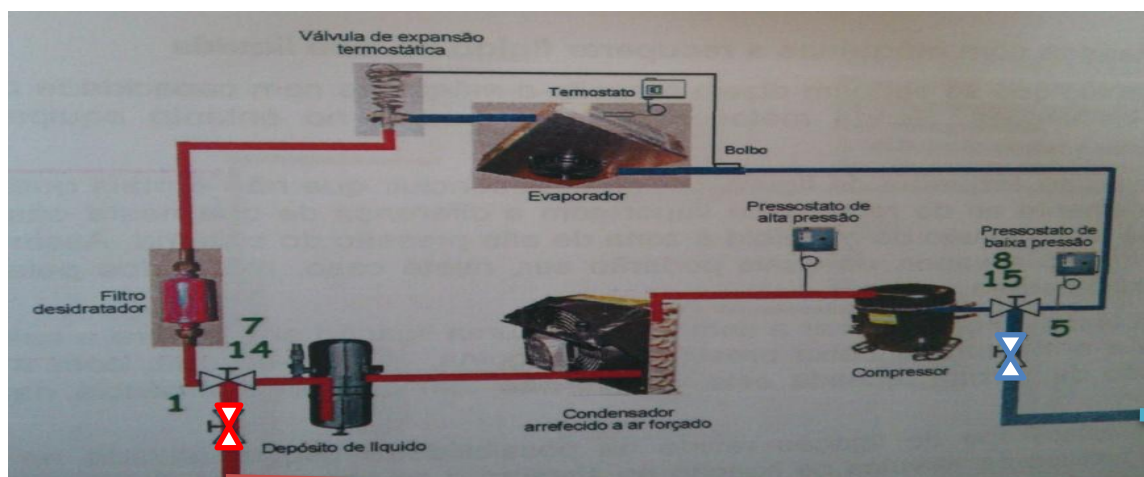 Válvula de expansão
termostática
Termostato
Bolbo
Evaporador
Pressostato de
alta pressão
Pressostato de
baixa pressão
8
15
5
Filtro
desidratador
7
14
1
Compressor
Condensador
arrefecido a ar forçado
Depósito de líquido